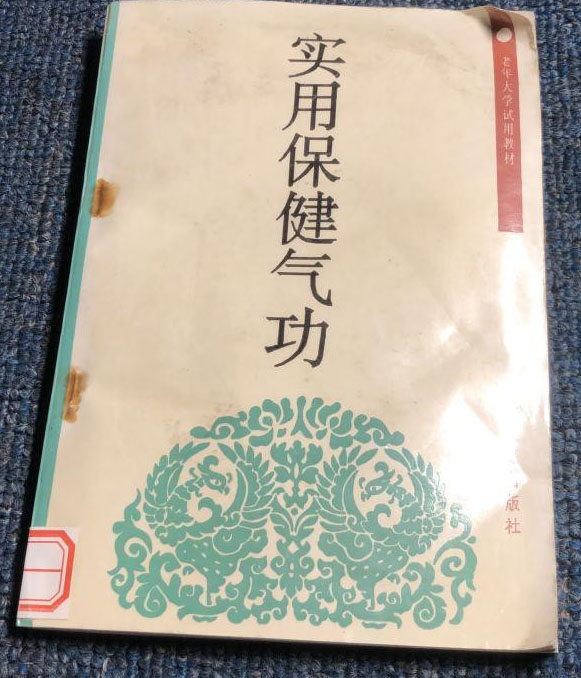 实用保健气功
老年大学试用教材
版社